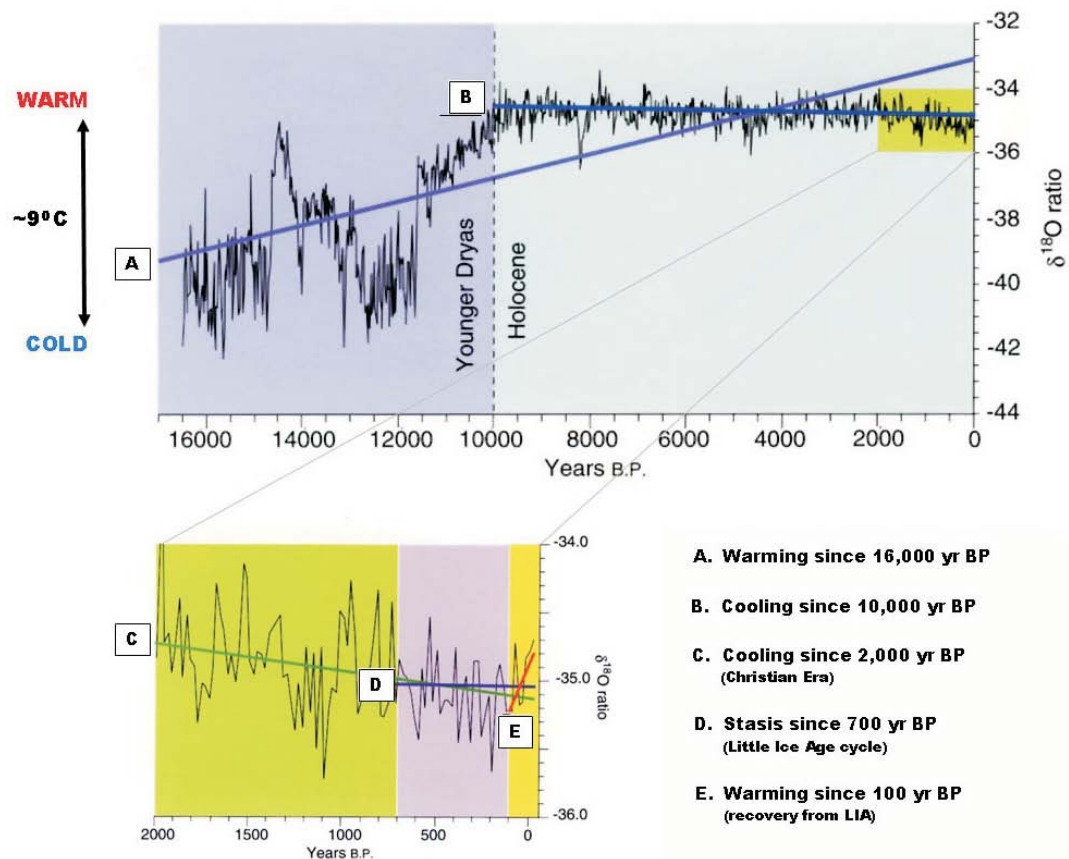 -32
B
-34
WARM
-36
~9°C
A
-38
δ18O ratio
-40
Younger Dryas
Holocene
COLD
-42
-44
16000 14000 12000 10000 8000 6000 4000 2000 0
Years B.P.
-34.0
C
D
-35.0
δ18O ratio
E
-36.0
2000 1500 1000 500 0
Years B.P.
A. Warming since 16,000 yr BP
B. Cooling since 10,000 yr BP
C. Cooling since 2,000 yr BP
(Christian Era)
D. Stasis since 700 yr BP
(Little Ice Age cycle)
E. Warming since 100 yr BP
(recovery from LIA)